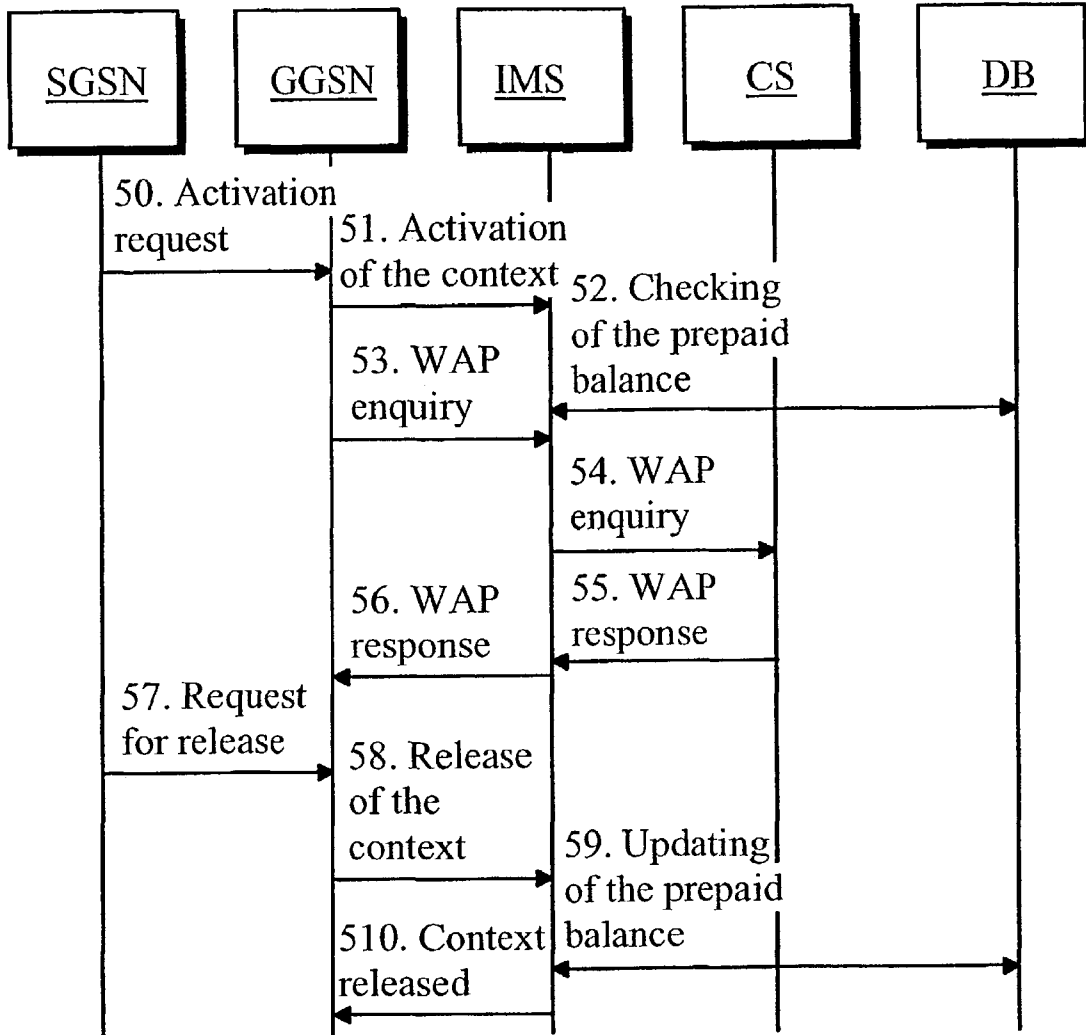 SGSN
GGSN
IMS
CS
DB
50. Activation
request
51. Activation
of the context
52. Checking
of the prepaid
balance
53. WAP
enquiry
54. WAP
enquiry
55. WAP
response
56. WAP
response
57. Request
for release
58. Release
of the
context
59. Updating
of the prepaid
balance
510. Context
released